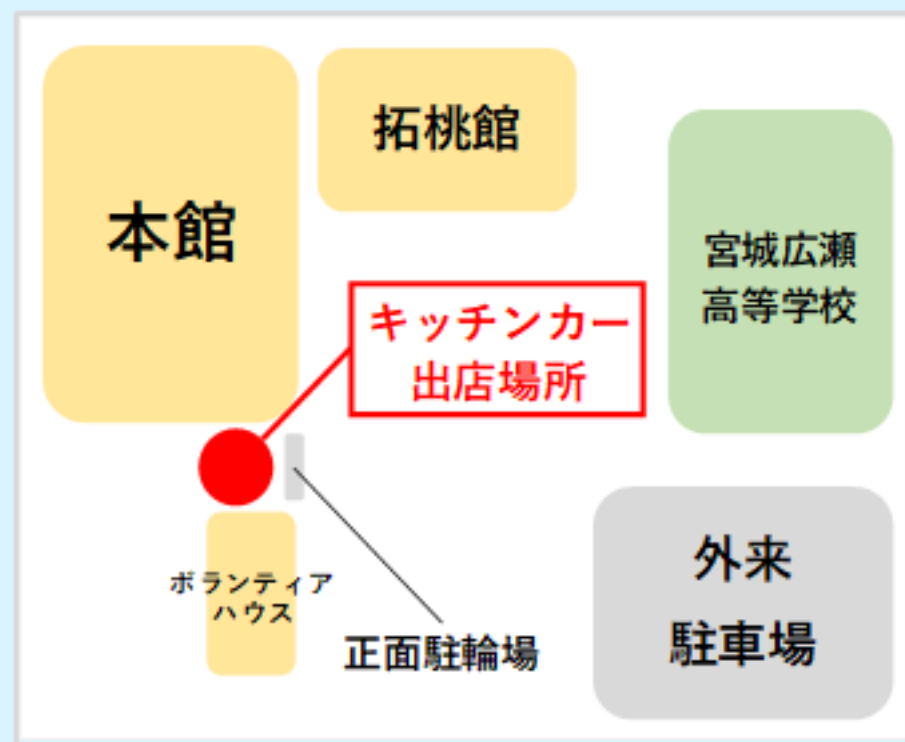 本館
拓桃館
宮城広瀬
高等学校
キッチンカー
出店場所
ボランティア
ハウス
正面駐輪場
外来
駐車場